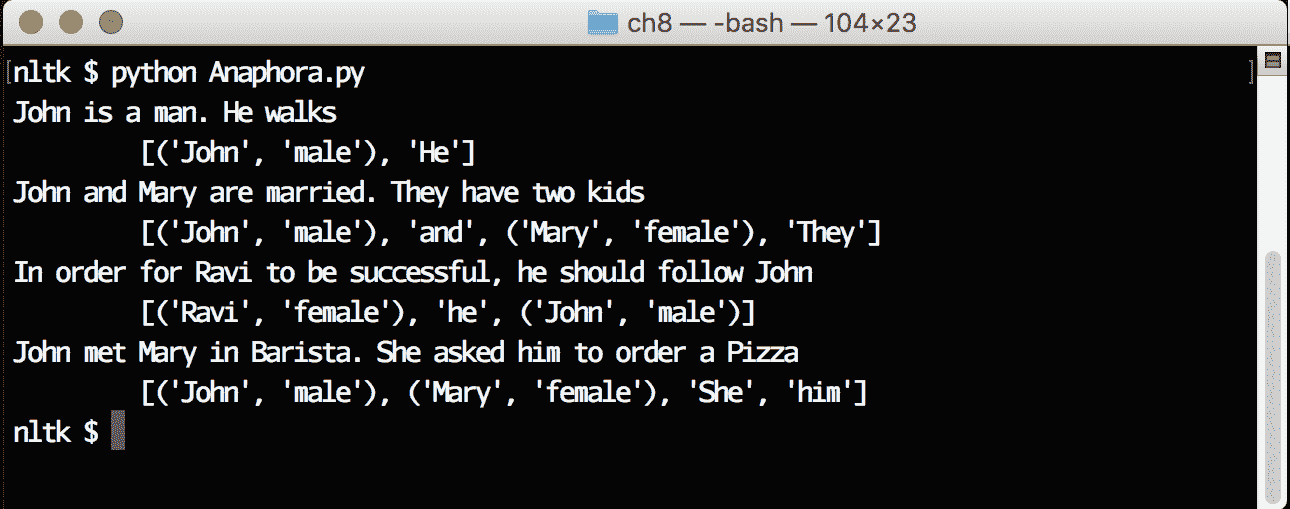 ch8 — -bash — 104×23
[nltk $ python Anaphora.py ]
John is a man. He walks
[('John', 'male'), 'He']
John and Mary are married. They have two kids
[('John', 'male'), 'and', ('Mary', 'female'), 'They']
In order for Ravi to be successful, he should follow John
[('Ravi', 'female'), 'he', ('John', 'male')]
John met Mary in Barista. She asked him to order a Pizza
[('John', 'male'), ('Mary', 'female'), 'She', 'him']
nltk $